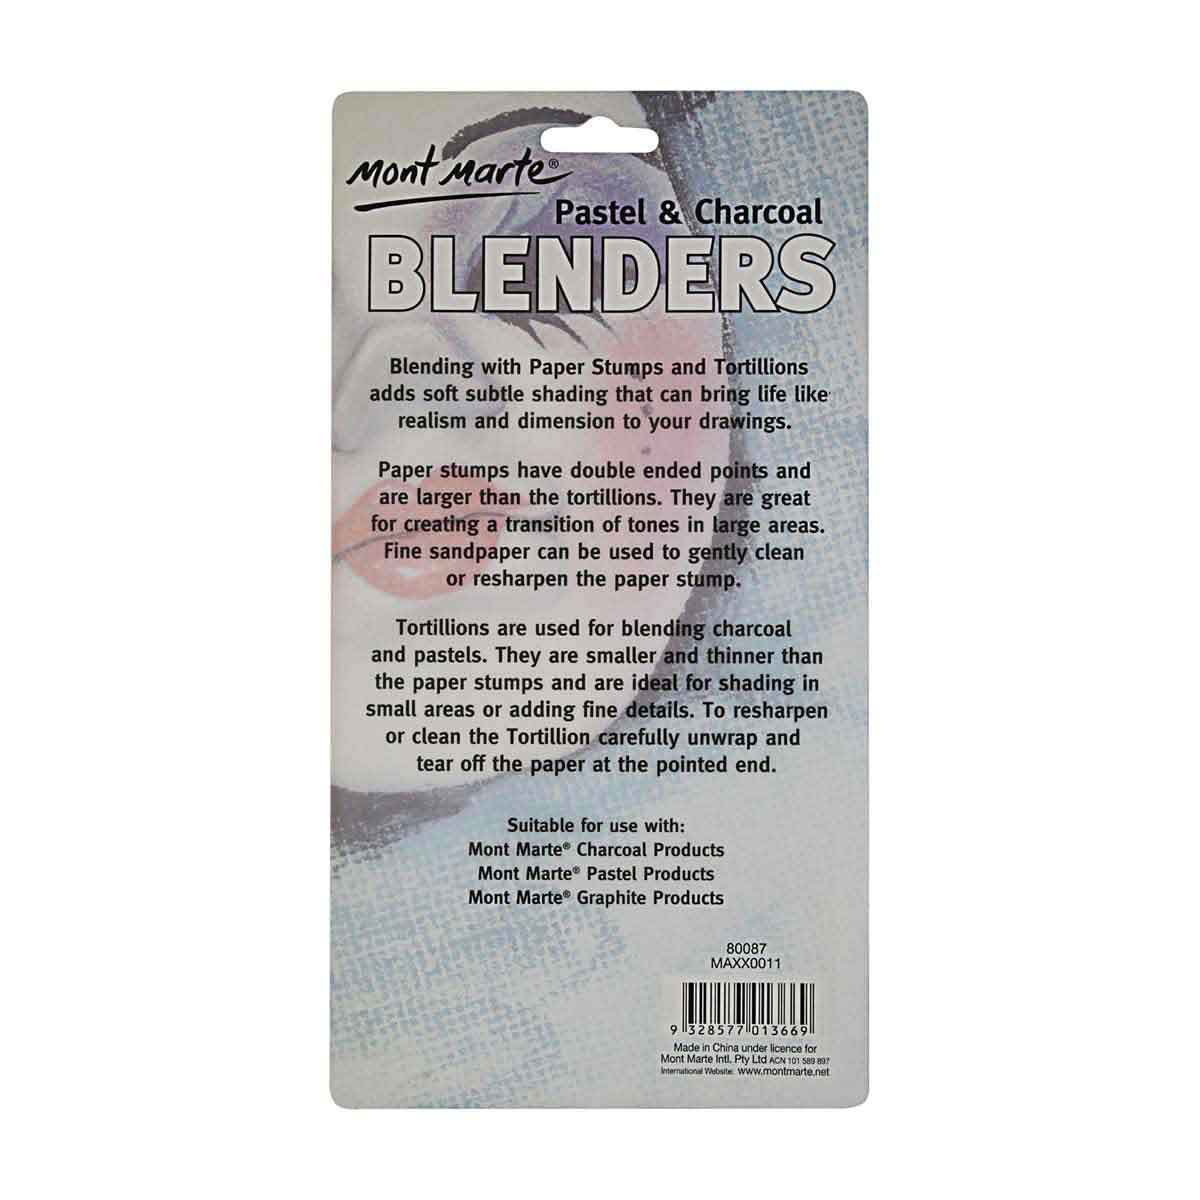 Mont Marte®
Pastel & Charcoal
BLENDERS
Blending with Paper Stumps and Tortillions
adds soft subtle shading that can bring life like
realism and dimension to your drawings.
Paper stumps have double ended points and
are larger than the tortillions. They are great
for creating a transition of tones in large areas.
Fine sandpaper can be used to gently clean
or resharpen the paper stump.
Tortillions are used for blending charcoal
and pastels. They are smaller and thinner than
the paper stumps and are ideal for shading in
small areas or adding fine details. To resharpen
or clean the Tortillion carefully unwrap and
tear off the paper at the pointed end.
Suitable for use with:
Mont Marte® Charcoal Products
Mont Marte® Pastel Products
Mont Marte® Graphite Products
80087
MAXX0011
9 328577 013669
Made in China under licence for
Mont Marte Intl. Pty Ltd ACN 101 589 897
International Website: www.montmarte.net